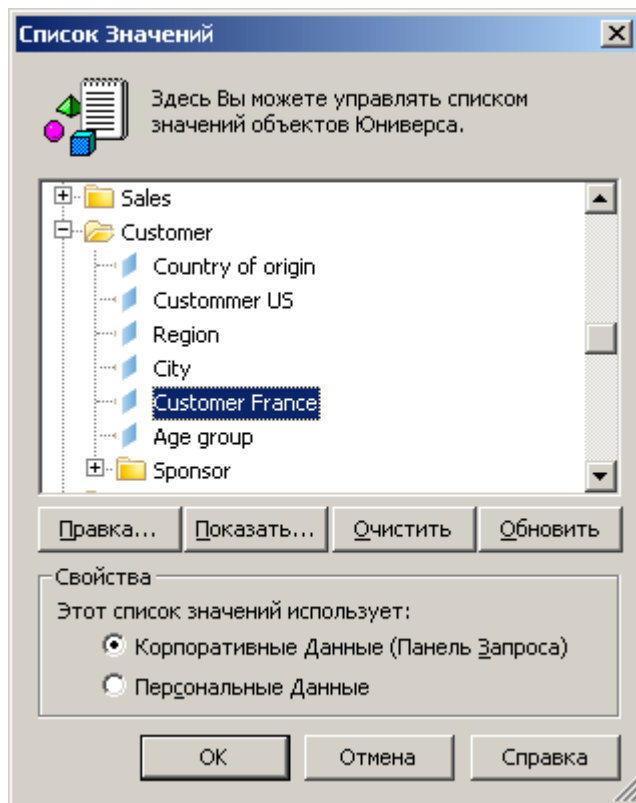 Список Значений
Здесь Вы можете управлять списком
значений объектов Юниверса.
Sales
Customer
Country of origin
Custommer US
Region
City
Customer France
Age group
Sponsor
Правка... Показать... Очистить Обновить
Свойства
Этот список значений использует:
Корпоративные Данные (Панель Запроса)
Персональные Данные
OK Отмена Справка